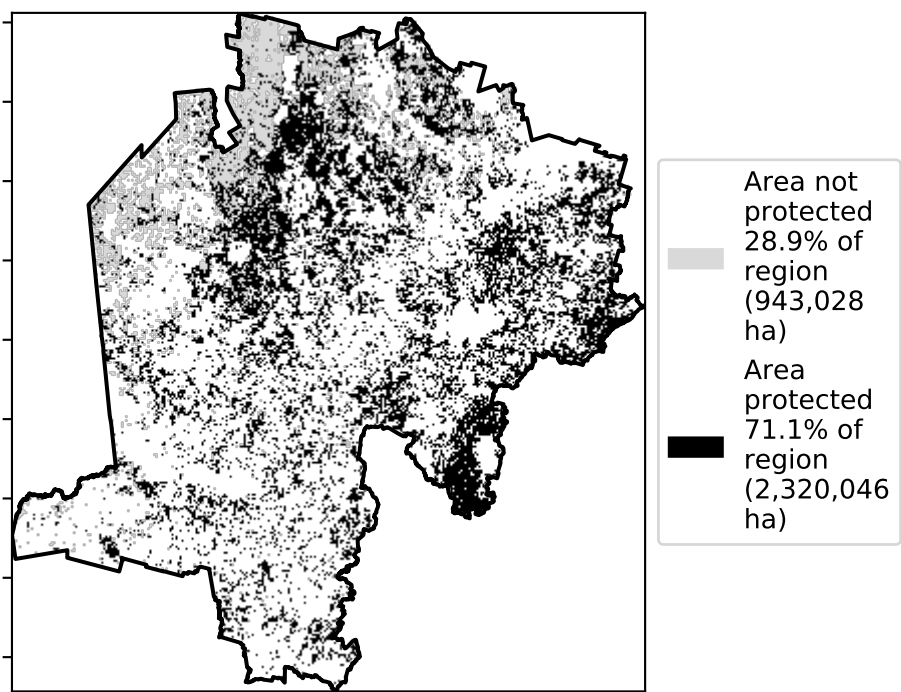 Area not
protected
28.9% of
region
(943,028
ha)
Area
protected
71.1% of
region
(2,320,046
ha)